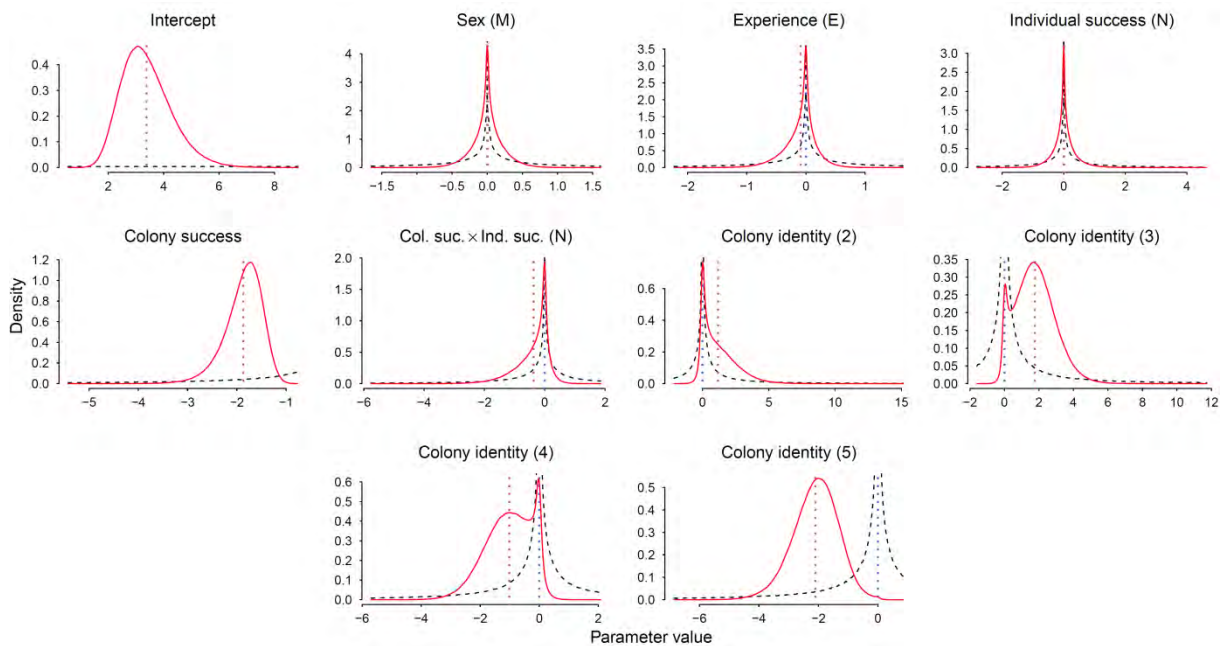 Intercept
Sex (M)
Experience (E)
Individual success (N)
0.4
0.3
0.2
0.1
0.0
2 4 6 8
4
3
2
1
0
-1.5 -0.5 0.0 0.5 1.0 1.5
3.5
3.0
2.5
2.0
1.5
1.0
0.5
0.0
-2 -1 0 1
3.0
2.5
2.0
1.5
1.0
0.5
0.0
-2 0 2 4
Colony success
Col. suc. × Ind. suc. (N)
Colony identity (2)
Colony identity (3)
Density
1.2
1.0
0.8
0.6
0.4
0.2
0.0
-5 -4 -3 -2 -1
2.0
1.5
1.0
0.5
0.0
-6 -4 -2 0 2
0.6
0.4
0.2
0.0
0 5 10 15
0.35
0.30
0.25
0.20
0.15
0.10
0.05
0.00
-2 0 2 4 6 8 10 12
Colony identity (4)
Colony identity (5)
0.6
0.5
0.4
0.3
0.2
0.1
0.0
-6 -4 -2 0 2
0.5
0.4
0.3
0.2
0.1
0.0
-6 -4 -2 0
Parameter value